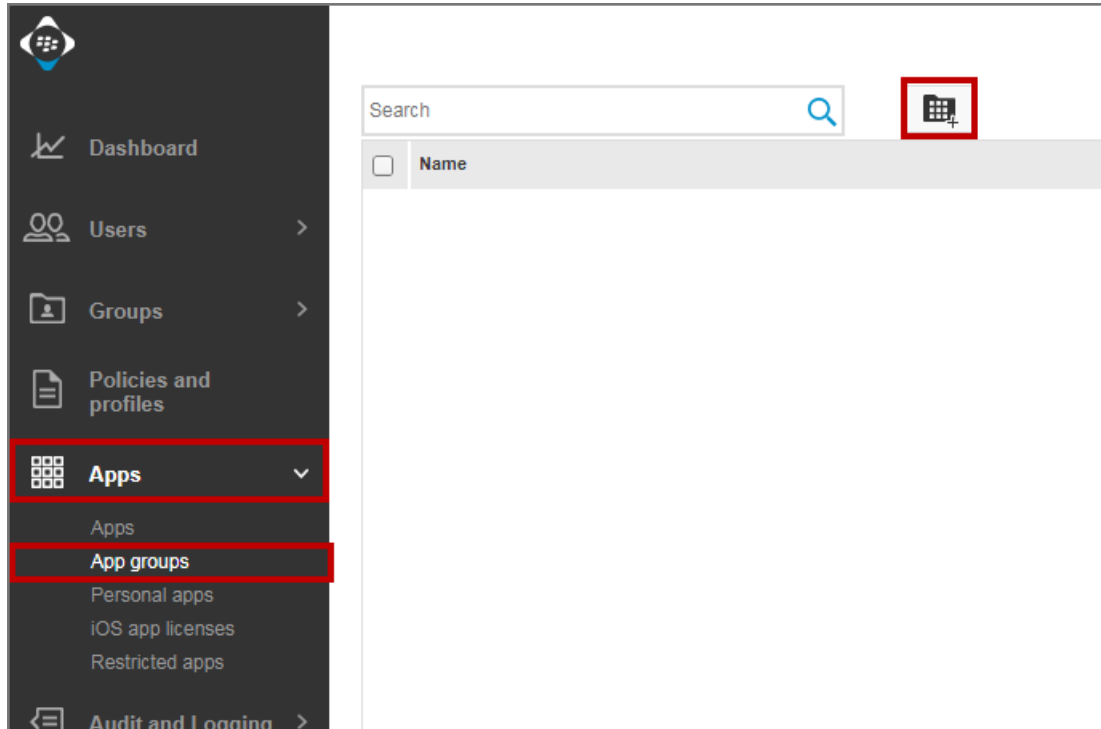 Search
Name
Dashboard
Users
Groups
Policies and
profiles
Apps
Apps
App groups
Personal apps
iOS app licenses
Restricted apps
Audit and Logging